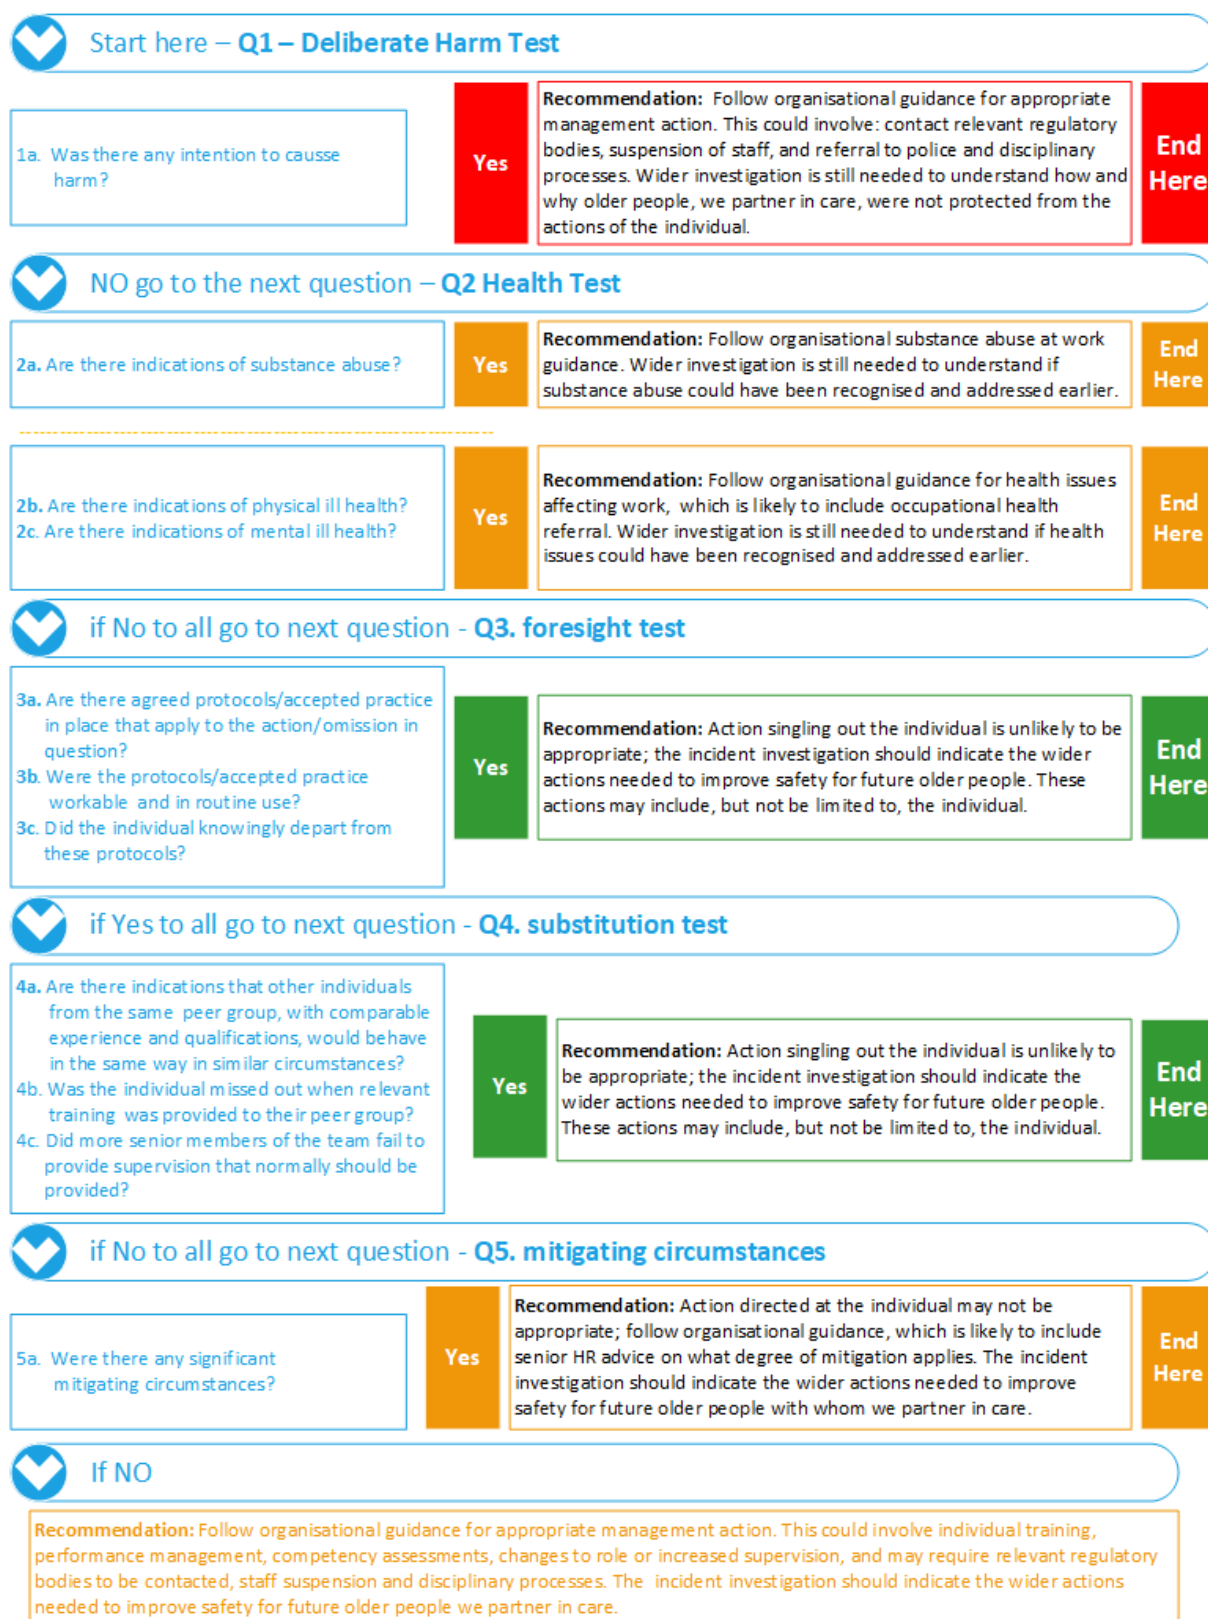 Start here – Q1 – Deliberate Harm Test
1a. Was there any intention to causse
harm?
Yes
Recommendation: Follow organisational guidance for appropriate
management action. This could involve: contact relevant regulatory
bodies, suspension of staff, and referral to police and disciplinary
processes. Wider investigation is still needed to understand how and
why older people, we partner in care, were not protected from the
actions of the individual.
End
Here
NO go to the next question – Q2 Health Test
2a. Are there indications of substance abuse?
Yes
Recommendation: Follow organisational substance abuse at work
guidance. Wider investigation is still needed to understand if
substance abuse could have been recognised and addressed earlier.
End
Here
2b. Are there indications of physical ill health?
2c. Are there indications of mental ill health?
Yes
Recommendation: Follow organisational guidance for health issues
affecting work, which is likely to include occupational health
referral. Wider investigation is still needed to understand if health
issues could have been recognised and addressed earlier.
End
Here
if No to all go to next question - Q3. foresight test
3a. Are there agreed protocols/accepted practice
in place that apply to the action/omission in
question?
3b. Were the protocols/accepted practice
workable and in routine use?
3c. Did the individual knowingly depart from
these protocols?
Yes
Recommendation: Action singling out the individual is unlikely to be
appropriate; the incident investigation should indicate the wider
actions needed to improve safety for future older people. These
actions may include, but not be limited to, the individual.
End
Here
if Yes to all go to next question - Q4. substitution test
4a. Are there indications that other individuals
from the same peer group, with comparable
experience and qualifications, would behave
in the same way in similar circumstances?
4b. Was the individual missed out when relevant
training was provided to their peer group?
4c. Did more senior members of the team fail to
provide supervision that normally should be
provided?
Yes
Recommendation: Action singling out the individual is unlikely to
be appropriate; the incident investigation should indicate the
wider actions needed to improve safety for future older people.
These actions may include, but not be limited to, the individual.
End
Here
if No to all go to next question - Q5. mitigating circumstances
5a. Were there any significant
mitigating circumstances?
Yes
Recommendation: Action directed at the individual may not be
appropriate; follow organisational guidance, which is likely to include
senior HR advice on what degree of mitigation applies. The incident
investigation should indicate the wider actions needed to improve
safety for future older people with whom we partner in care.
End
Here
If NO
Recommendation: Follow organisational guidance for appropriate management action. This could involve individual training,
performance management, competency assessments, changes to role or increased supervision, and may require relevant regulatory
bodies to be contacted, staff suspension and disciplinary processes. The incident investigation should indicate the wider actions
needed to improve safety for future older people we partner in care.